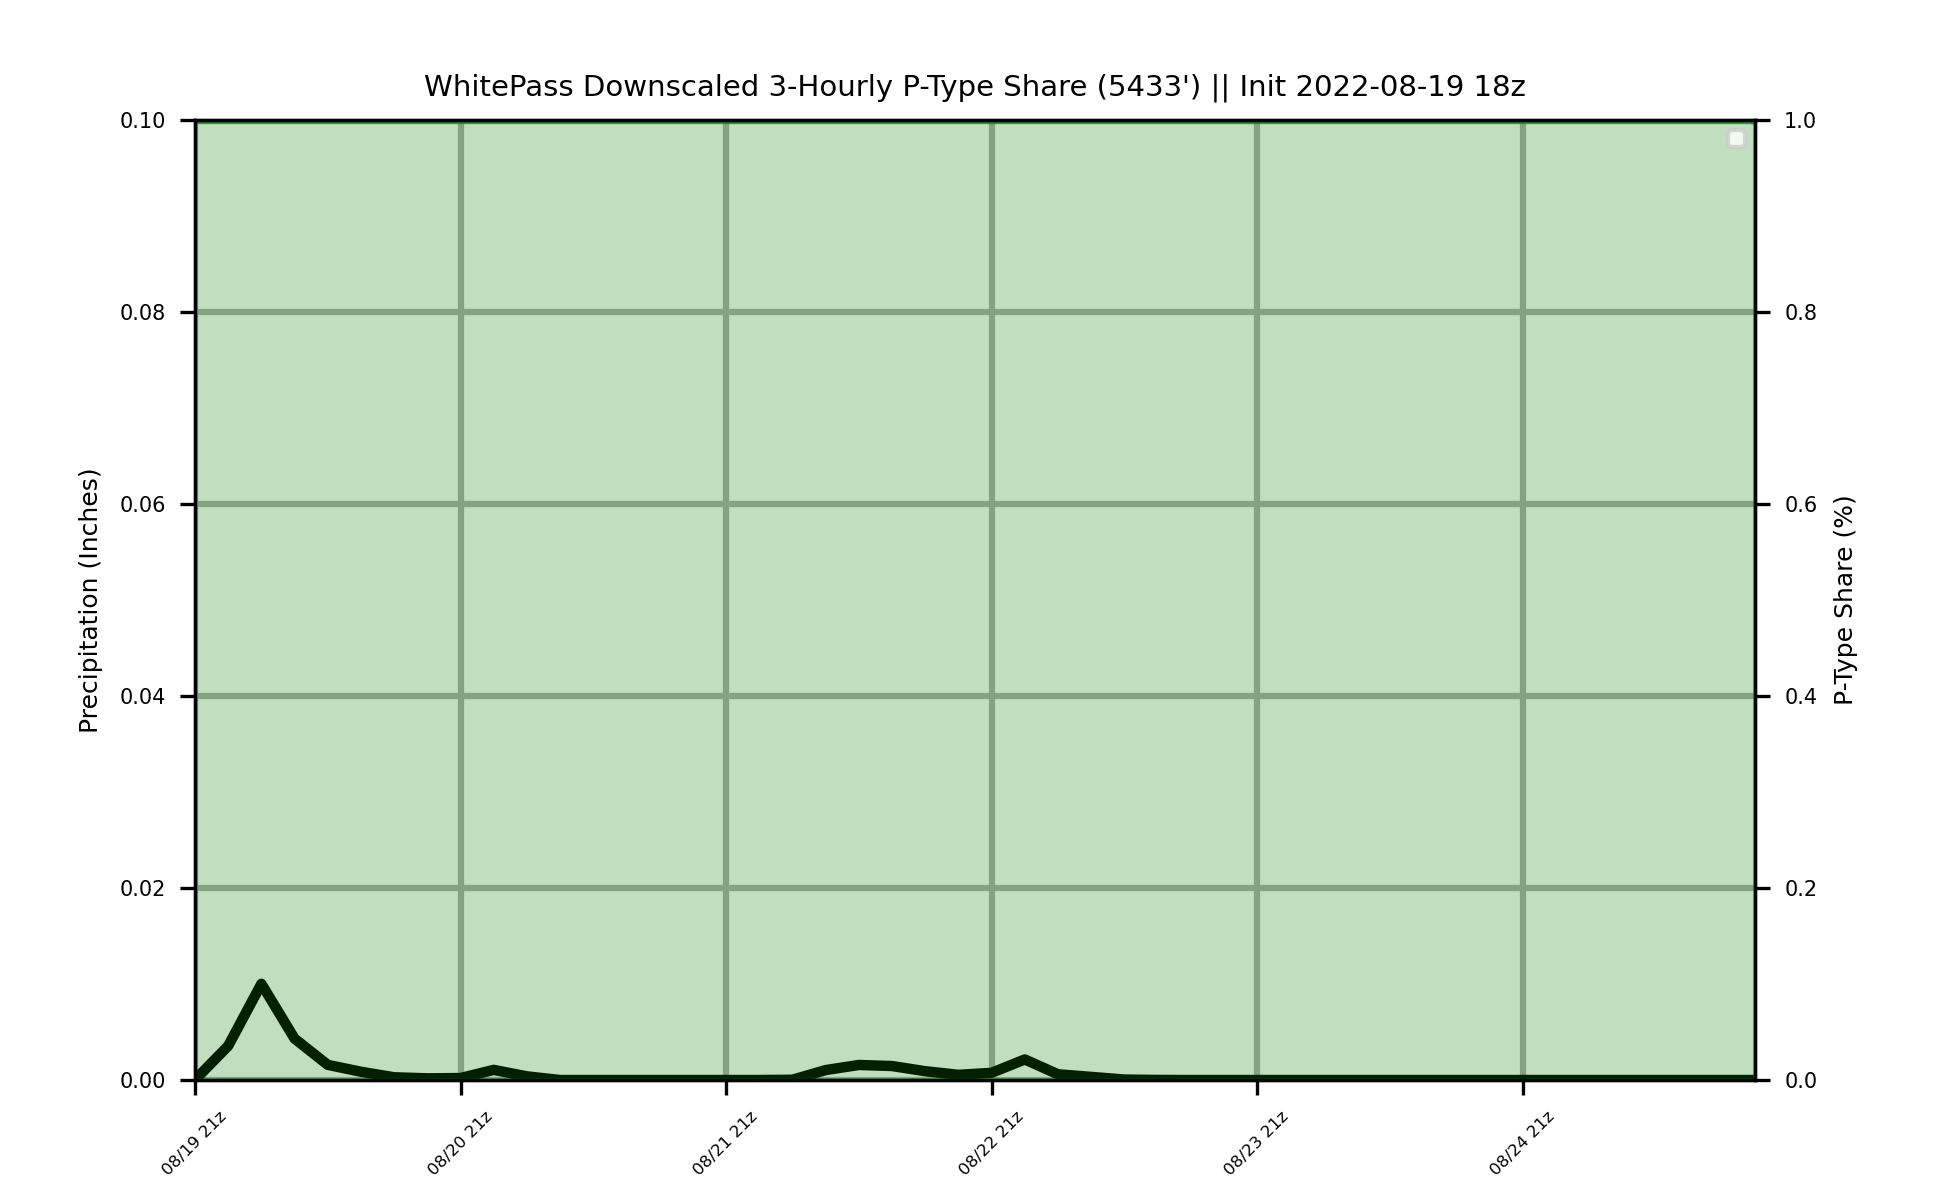 WhitePass Downscaled 3-Hourly P-Type Share (5433') || Init 2022-08-19 18z
Precipitation (Inches)
0.10
0.08
0.06
0.04
0.02
0.00
1.0
0.8
0.6
0.4
0.2
0.0
P-Type Share (%)
08/19 21z
08/20 21z
08/21 21z
08/22 21z
08/23 21z
08/24 21z